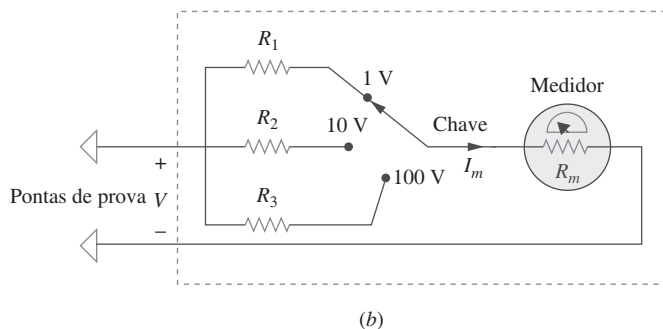 R1
1 V
Medidor
R2
10 V
Chave
+
Im
Rm
100 V
Pontas de prova V
R3
−
(b)